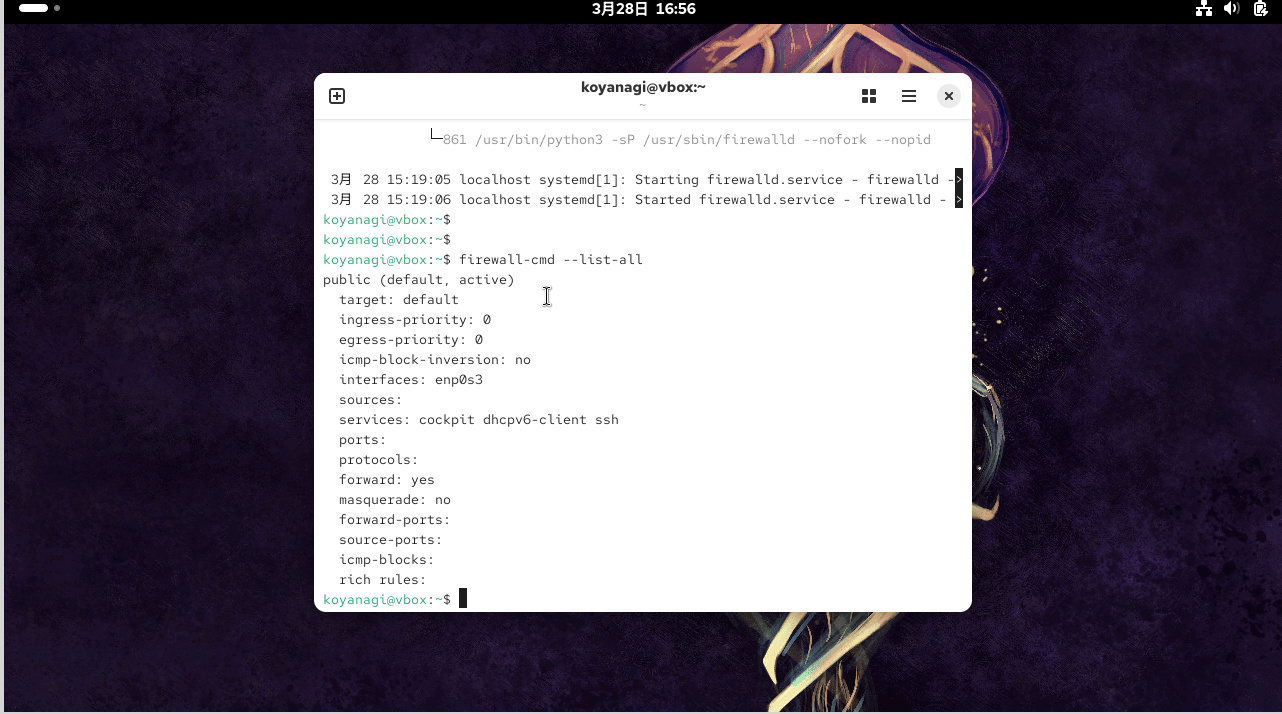 3月28日 16:56
koyanagi@vbox:~
~
└─861 /usr/bin/python3 -sP /usr/sbin/firewalld --nofork --nopid
3月 28 15:19:05 localhost systemd[1]: Starting firewalld.service - firewalld ->
3月 28 15:19:06 localhost systemd[1]: Started firewalld.service - firewalld - >
koyanagi@vbox:~$
koyanagi@vbox:~$
koyanagi@vbox:~$ firewall-cmd --list-all
public (default, active)
  target: default
  ingress-priority: 0
  egress-priority: 0
  icmp-block-inversion: no
  interfaces: enp0s3
  sources:
  services: cockpit dhcpv6-client ssh
  ports:
  protocols:
  forward: yes
  masquerade: no
  forward-ports:
  source-ports:
  icmp-blocks:
  rich rules:
koyanagi@vbox:~$